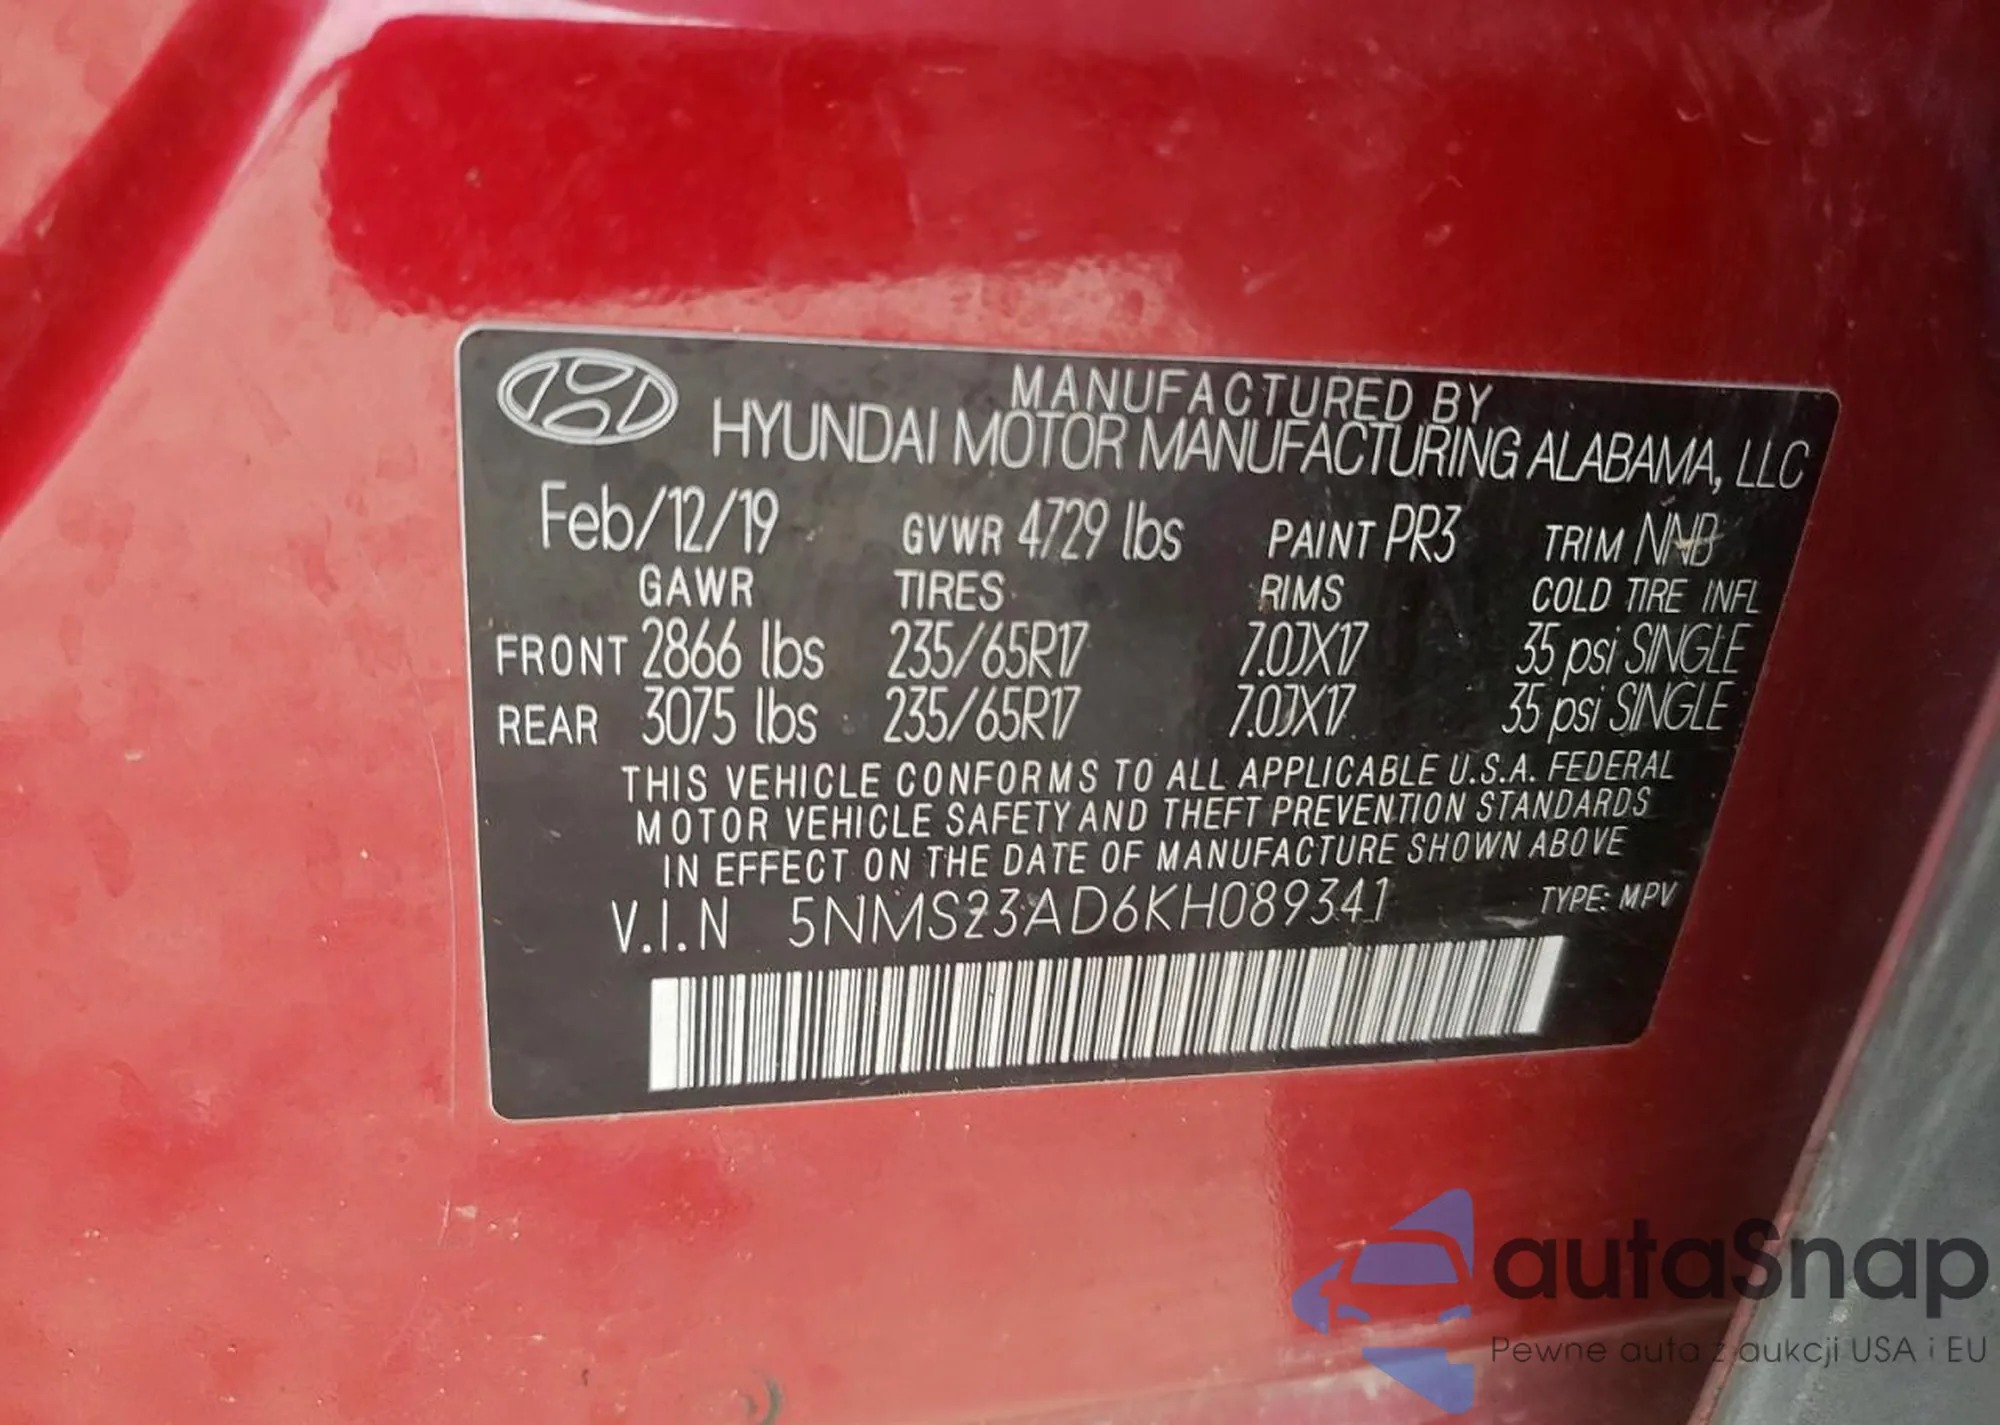 MANUFACTURED BY
HYUNDAI MOTOR MANUFACTURING ALABAMA, LLC
Feb/12/19 GVWR 4729 lbs PAINT PR3 TRIM NNB
GAWR TIRES RIMS COLD TIRE INFL
FRONT 2866 lbs 235/65R17 7.0JX17 35 psi SINGLE
REAR 3075 lbs 235/65R17 7.0JX17 35 psi SINGLE
THIS VEHICLE CONFORMS TO ALL APPLICABLE U.S.A. FEDERAL
MOTOR VEHICLE SAFETY AND THEFT PREVENTION STANDARDS
IN EFFECT ON THE DATE OF MANUFACTURE SHOWN ABOVE
V.I.N 5NMS23AD6KH089341 TYPE: MPV
autaSnap
Pewne auta z aukcji USA i EU